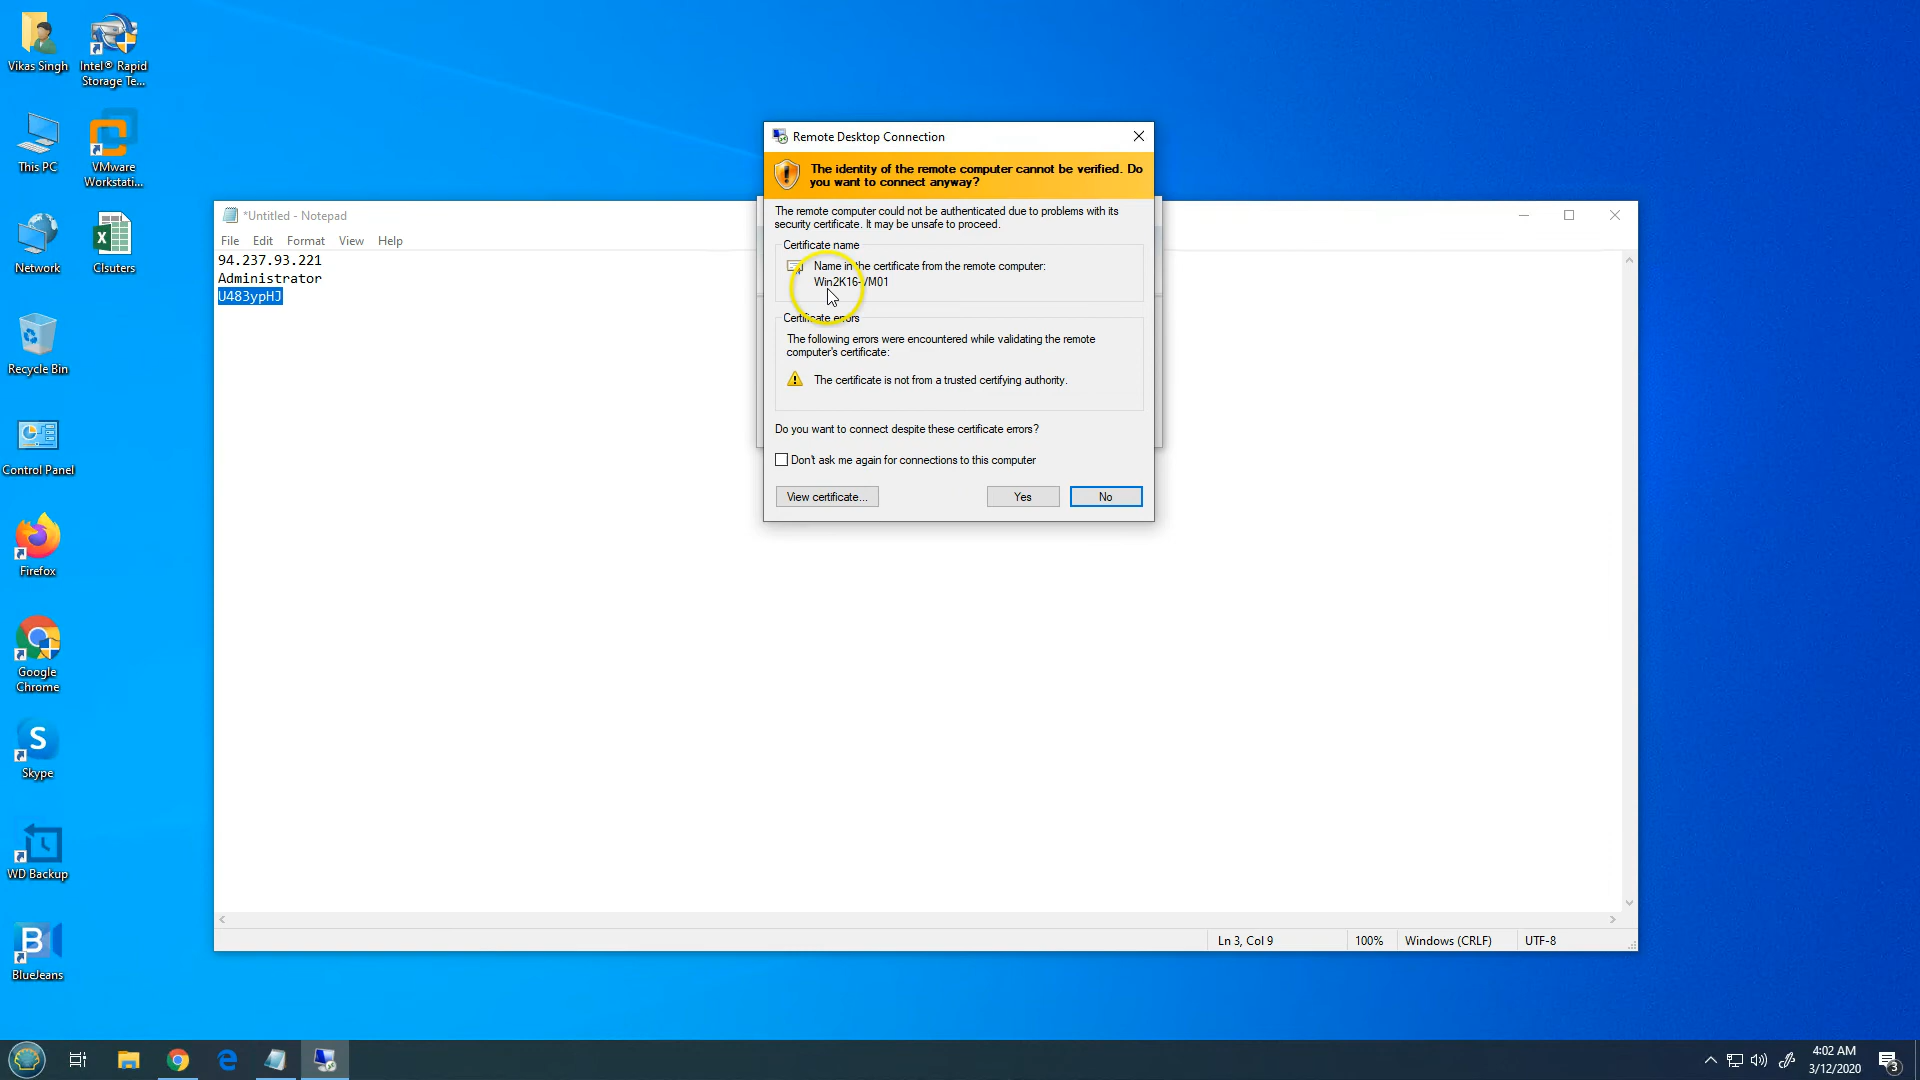 Vikas Singh
Intel® Rapid
Storage Te...
This PC
VMware
Workstati...
Network
Clsuters
Recycle Bin
Control Panel
Firefox
Google
Chrome
Skype
WD Backup
BlueJeans
*Untitled - Notepad
File Edit Format View Help
94.237.93.221
Administrator
U483ypHJ
Ln 3, Col 9 100% Windows (CRLF) UTF-8
Remote Desktop Connection
The identity of the remote computer cannot be verified. Do
you want to connect anyway?
The remote computer could not be authenticated due to problems with its
security certificate. It may be unsafe to proceed.
Certificate name
Name in the certificate from the remote computer:
Win2K16-VM01
Certificate errors
The following errors were encountered while validating the remote
computer's certificate:
The certificate is not from a trusted certifying authority.
Do you want to connect despite these certificate errors?
Don't ask me again for connections to this computer
View certificate... Yes No
4:02 AM
3/12/2020
3